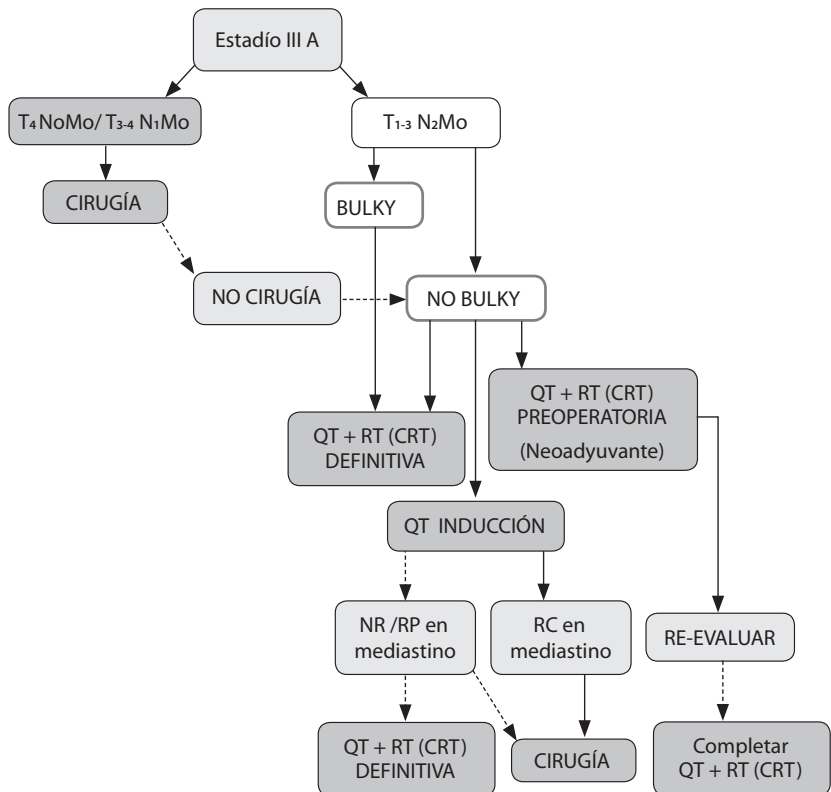 Estadío III A
T₄ NoMo/ T₃₋₄ N₁Mo
T₁₋₃ N₂Mo
CIRUGÍA
BULKY
NO CIRUGÍA
NO BULKY
QT + RT (CRT)
DEFINITIVA
QT + RT (CRT)
PREOPERATORIA
(Neoadyuvante)
QT INDUCCIÓN
NR /RP en
mediastino
RC en
mediastino
RE-EVALUAR
QT + RT (CRT)
DEFINITIVA
CIRUGÍA
Completar
QT + RT (CRT)